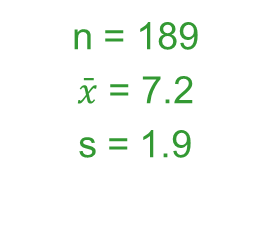 n = 189
x̄ = 7.2
s = 1.9